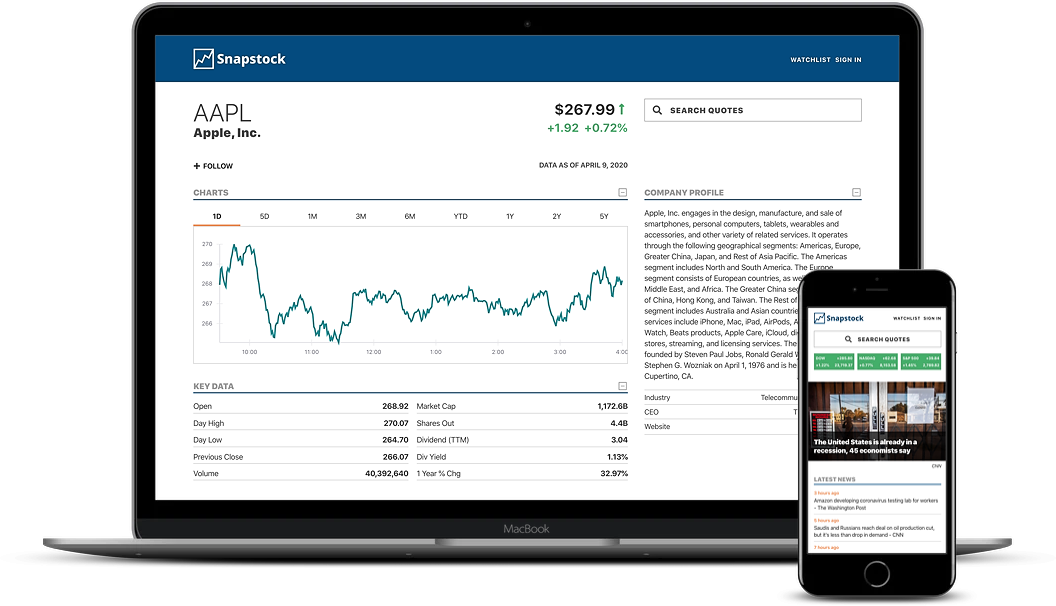 Snapstock
WATCHLIST SIGN IN
AAPL
Apple, Inc.
$267.99
+1.92 +0.72%
SEARCH QUOTES
+ FOLLOW
DATA AS OF APRIL 9, 2020
CHARTS
1D 5D 1M 3M 6M YTD 1Y 2Y 5Y
270
269
268
267
266
10:00 11:00 12:00 1:00 2:00 3:00 4:00
KEY DATA
Open 268.92 Market Cap 1,172.6B
Day High 270.07 Shares Out 4.4B
Day Low 264.70 Dividend (TTM) 3.04
Previous Close 266.07 Div Yield 1.13%
Volume 40,392,640 1 Year % Chg 32.97%
COMPANY PROFILE
Apple, Inc. engages in the design, manufacture, and sale of
smartphones, personal computers, tablets, wearables and
accessories, and other variety of related services. It operates
through the following geographical segments: Americas, Europe,
Greater China, Japan, and Rest of Asia Pacific. The Americas
segment includes North and South America. The Europe
segment consists of European countries, as we
Middle East, and Africa. The Greater China se
of China, Hong Kong, and Taiwan. The Rest of
segment includes Australia and Asian countrie
services include iPhone, Mac, iPad, AirPods, A
Watch, Beats products, Apple Care, iCloud, di
stores, streaming, and licensing services. The
founded by Steven Paul Jobs, Ronald Gerald W
Stephen G. Wozniak on April 1, 1976 and is he
Cupertino, CA.
Industry Telecommu
CEO T
Website
MacBook
Snapstock
WATCHLIST SIGN IN
SEARCH QUOTES
DOW NASDAQ S&P 500
The United States is already in a
recession, 45 economists say
CNN
LATEST NEWS
3 hours ago
Amazon developing coronavirus testing lab for workers
- The Washington Post
5 hours ago
Saudis and Russians reach deal on oil production cut,
but it's less than drop in demand - CNN
7 hours ago